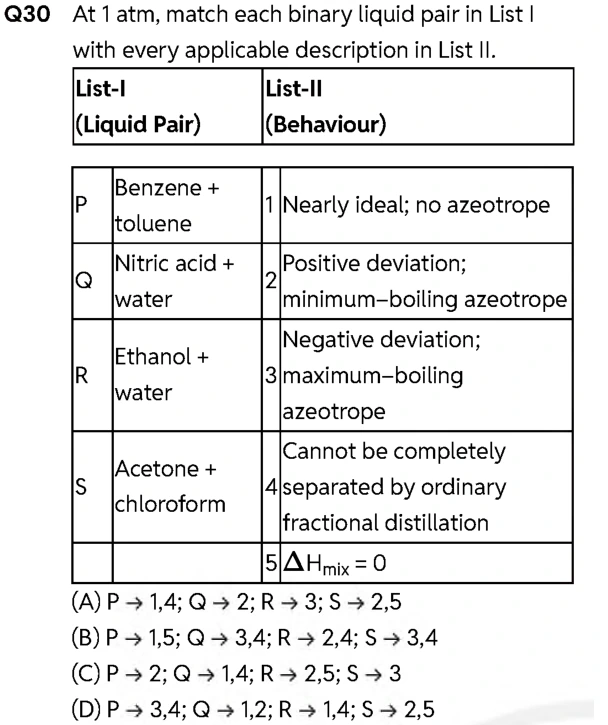 Q30 At 1 atm, match each binary liquid pair in List I
with every applicable description in List II.
List-I List-II
(Liquid Pair) (Behaviour)
P Benzene + toluene 1 Nearly ideal; no azeotrope
Q Nitric acid + water 2 Positive deviation; minimum–boiling azeotrope
R Ethanol + water 3 Negative deviation; maximum–boiling azeotrope
S Acetone + chloroform 4 Cannot be completely separated by ordinary fractional distillation
5 ΔHmix = 0
(A) P → 1,4; Q → 2; R → 3; S → 2,5
(B) P → 1,5; Q → 3,4; R → 2,4; S → 3,4
(C) P → 2; Q → 1,4; R → 2,5; S → 3
(D) P → 3,4; Q → 1,2; R → 1,4; S → 2,5